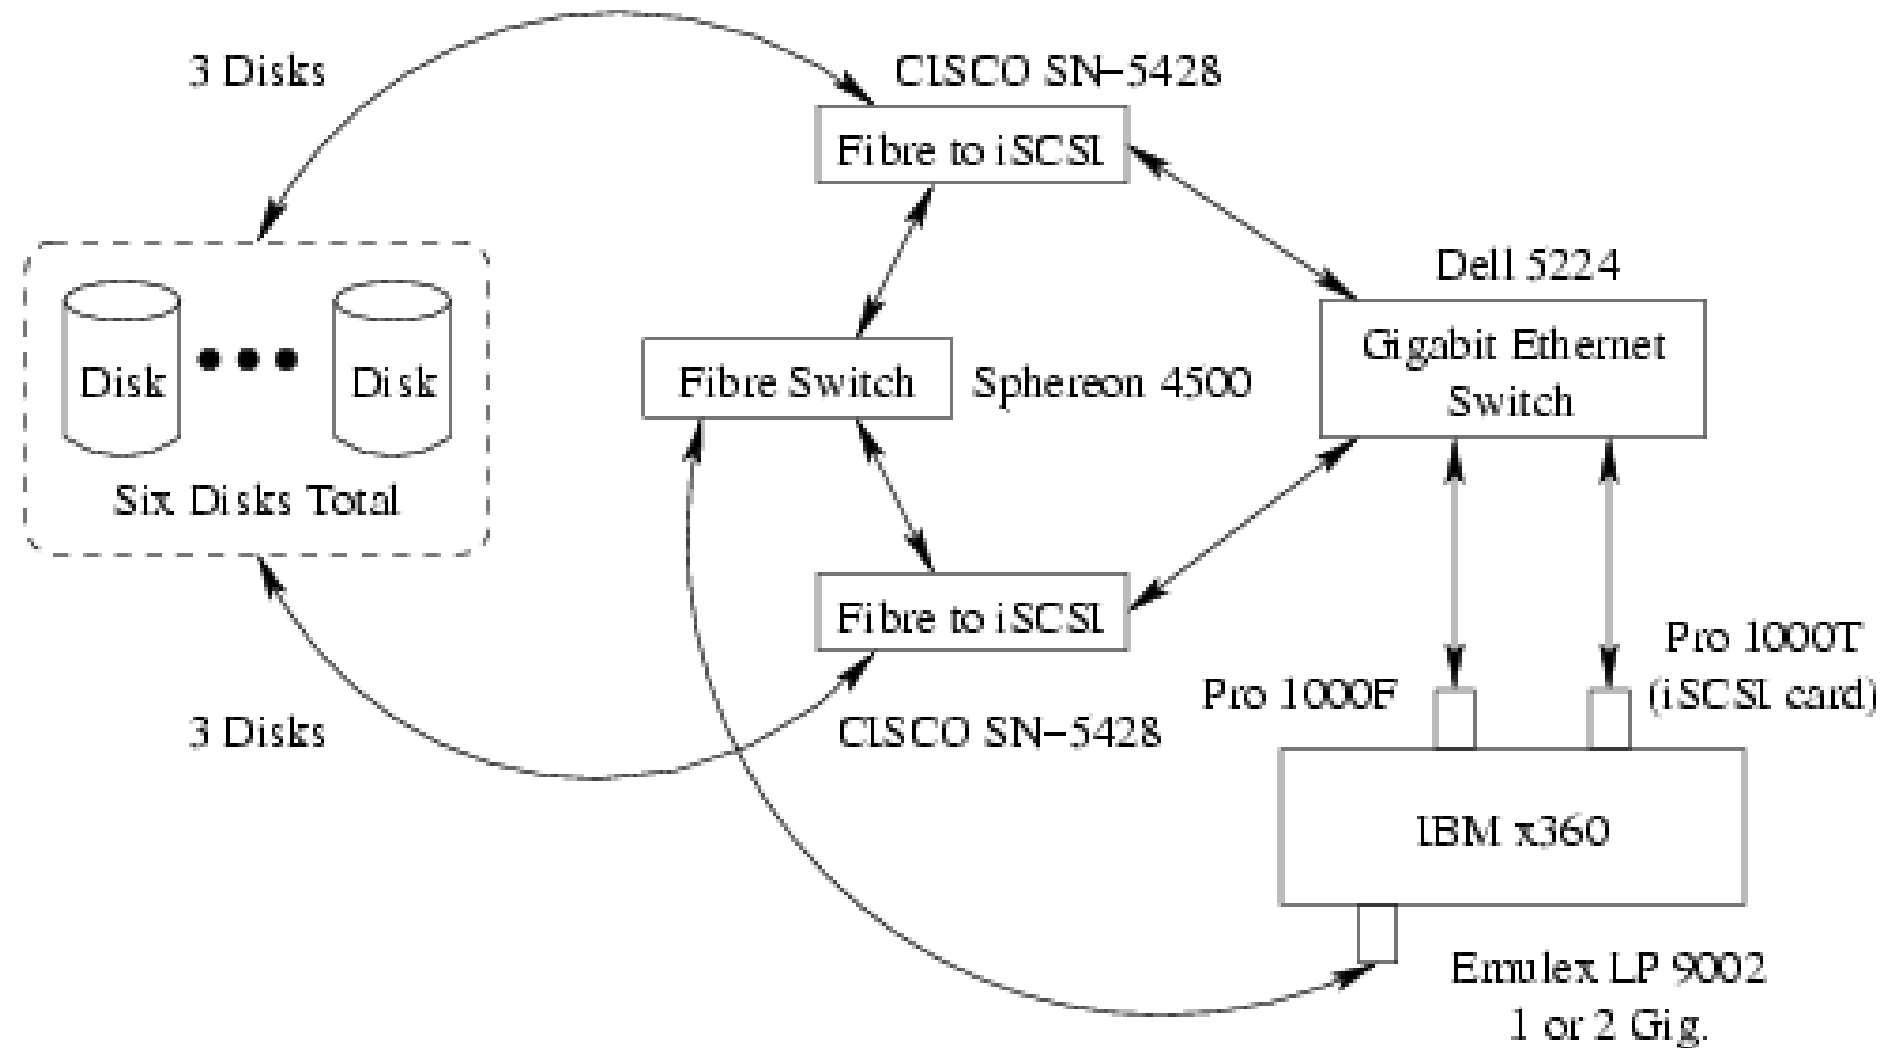 3 Disks
CISCO SN–5428
Fibre to iSCSI
Dell 5224
Gigabit Ethernet
Switch
Fibre Switch
Sphereon 4500
Disk
Disk
Six Disks Total
Fibre to iSCSI
CISCO SN–5428
3 Disks
Pro 1000F
Pro 1000T
(iSCSI card)
IBM x360
Emulex LP 9002
1 or 2 Gig.